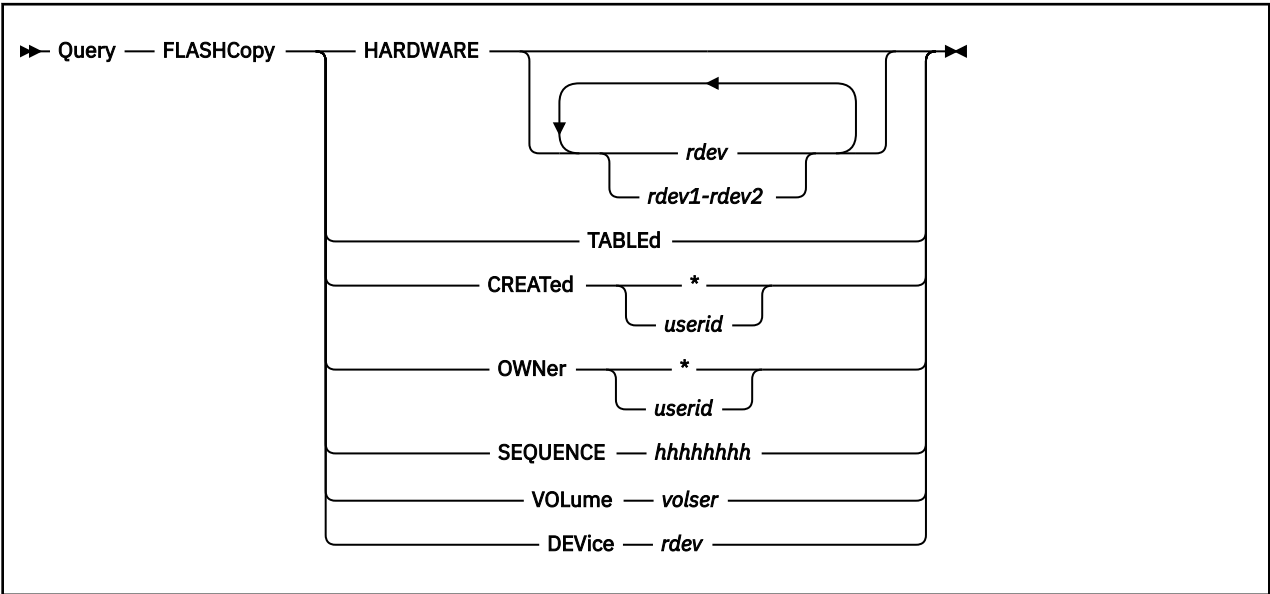 Query FLASHCopy HARDWARE
rdev
rdev1-rdev2
TABLEd
CREATed *
userid
OWNer *
userid
SEQUENCE hhhhhhhh
VOLume volser
DEVice rdev